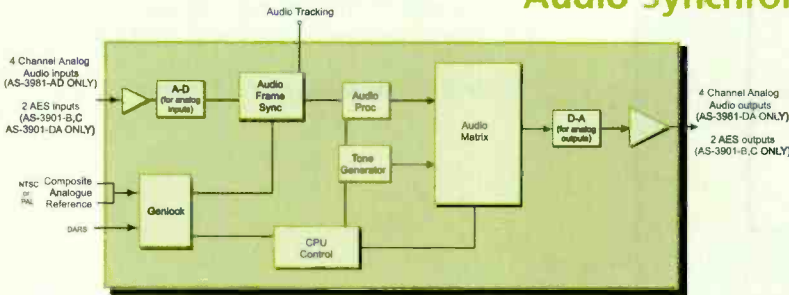 Audio Synchro
Audio Tracking
4 Channel Analog
Audio inputs
(AS-3981-AD ONLY)
2 AES inputs
(AS-3901-B,C
AS-3901-DA ONLY)
NTSC
or
PAL
Composite
Analogue
Reference
DARS
A-D
(for analog
inputs)
Audio
Frame
Sync
Audio
Proc
Tone
Generator
Genlock
CPU
Control
Audio
Matrix
D-A
(for analog
outputs)
4 Channel Analog
Audio outputs
(AS-3981-DA ONLY)
2 AES outputs
(AS-3901-B,C ONLY)